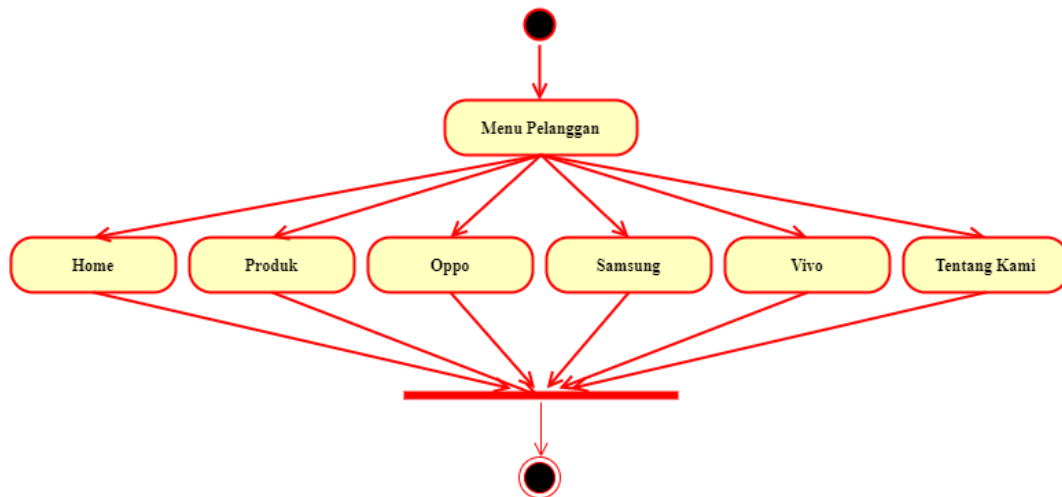 Menu Pelanggan
Home
Produk
Oppo
Samsung
Vivo
Tentang Kami